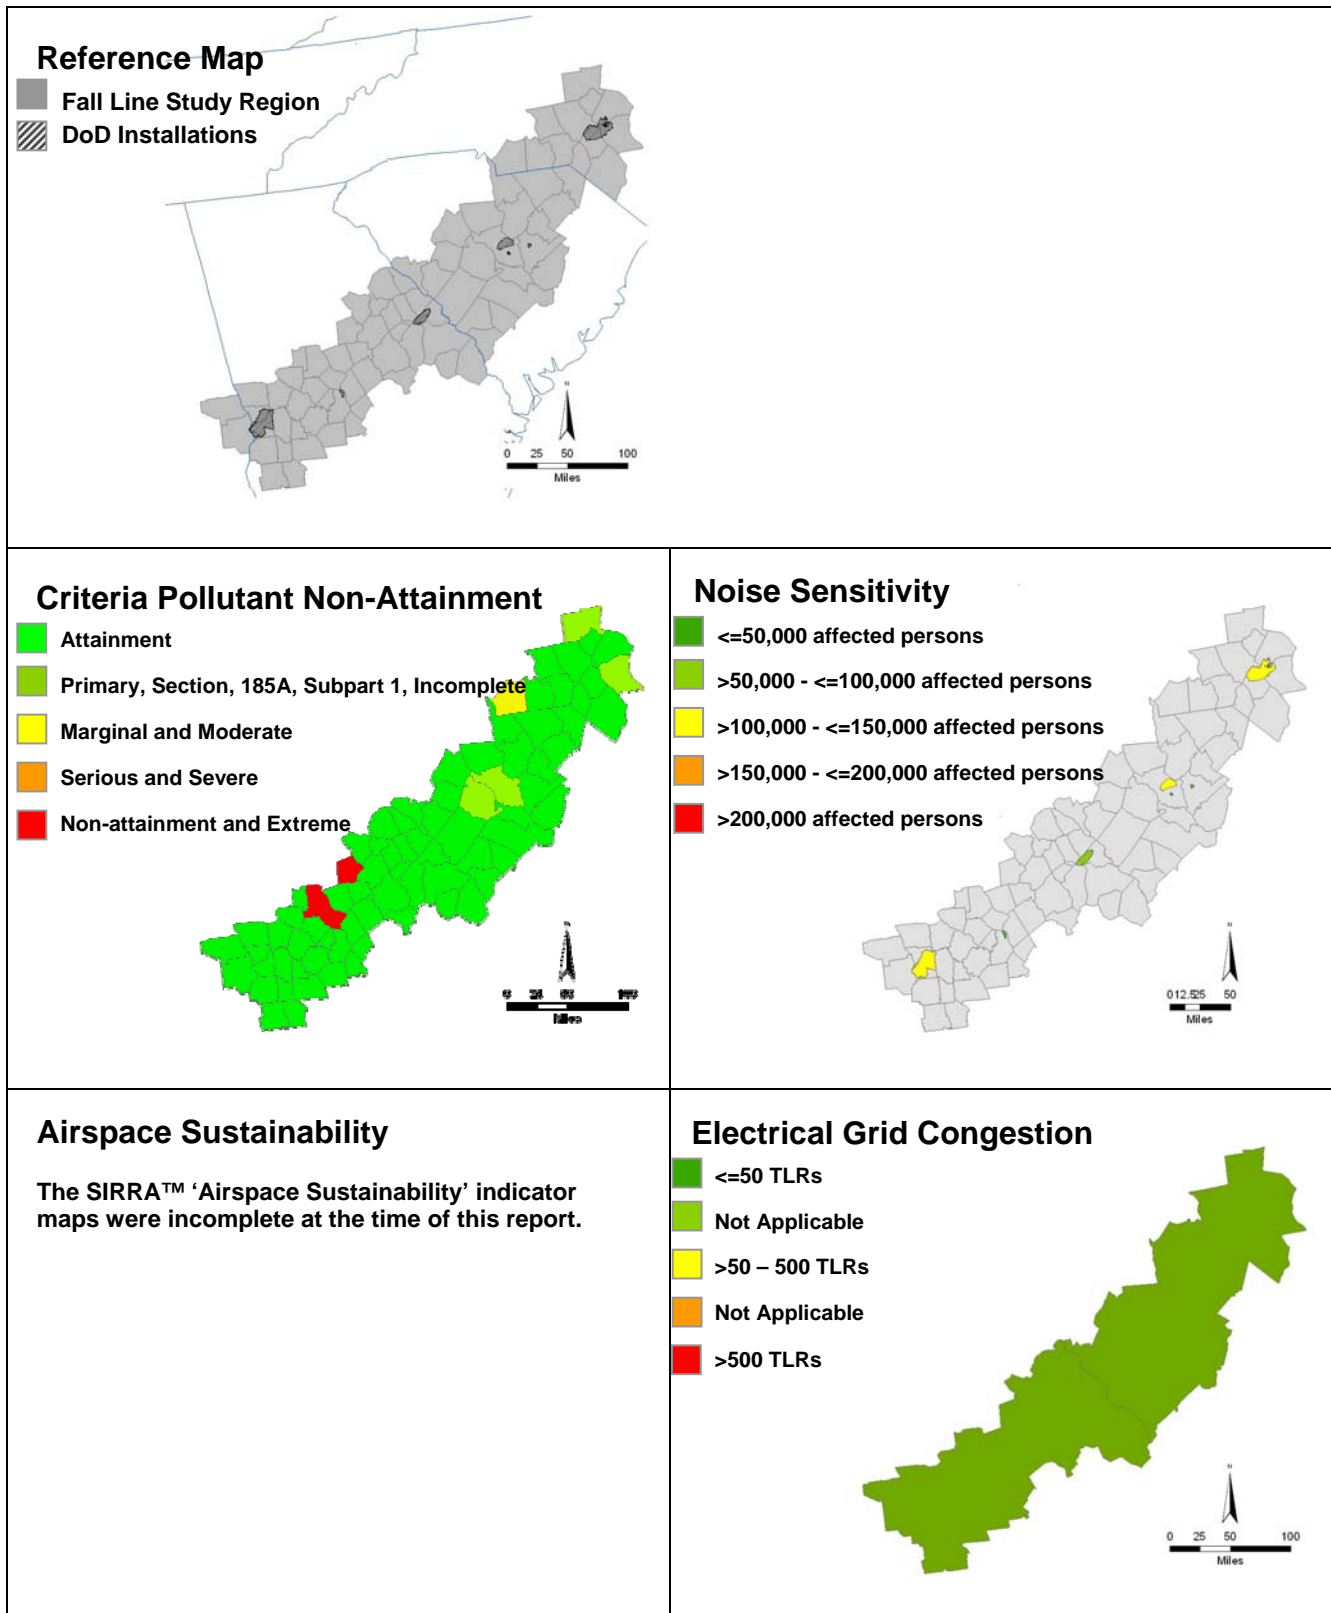 Reference Map
Fall Line Study Region
DoD Installations
N
0 25 50 100
Miles
Criteria Pollutant Non-Attainment
Attainment
Primary, Section, 185A, Subpart 1, Incomplete
Marginal and Moderate
Serious and Severe
Non-attainment and Extreme
Miles
Noise Sensitivity
<=50,000 affected persons
>50,000 - <=100,000 affected persons
>100,000 - <=150,000 affected persons
>150,000 - <=200,000 affected persons
>200,000 affected persons
N
0 12.5 25 50
Miles
Airspace Sustainability
The SIRRA™ ‘Airspace Sustainability’ indicator
maps were incomplete at the time of this report.
Electrical Grid Congestion
<=50 TLRs
Not Applicable
>50 – 500 TLRs
Not Applicable
>500 TLRs
N
0 25 50 100
Miles